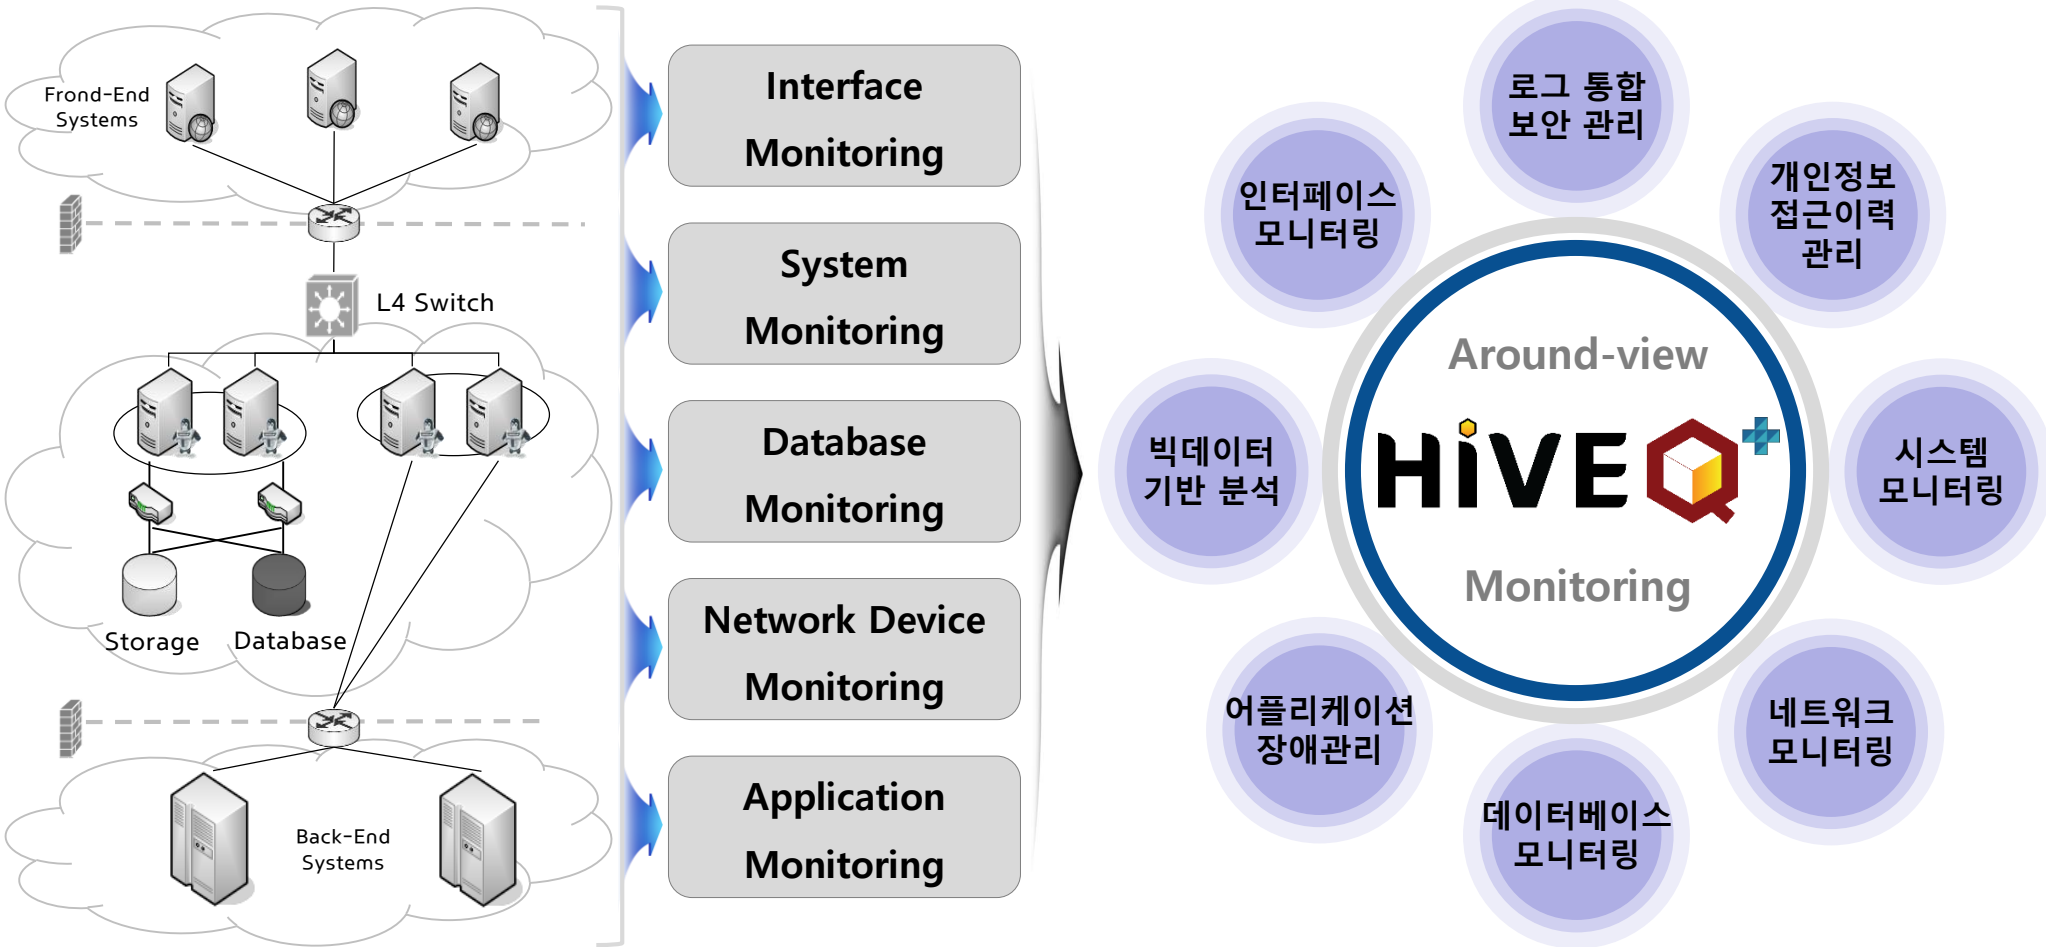 Frond-End
Systems
L4 Switch
Storage
Database
Back-End
Systems
Interface
Monitoring
System
Monitoring
Database
Monitoring
Network Device
Monitoring
Application
Monitoring
로그 통합
보안 관리
개인정보
접근이력
관리
시스템
모니터링
네트워크
모니터링
데이터베이스
모니터링
어플리케이션
장애관리
빅데이터
기반 분석
인터페이스
모니터링
Around-view
HiVE Q+
Monitoring